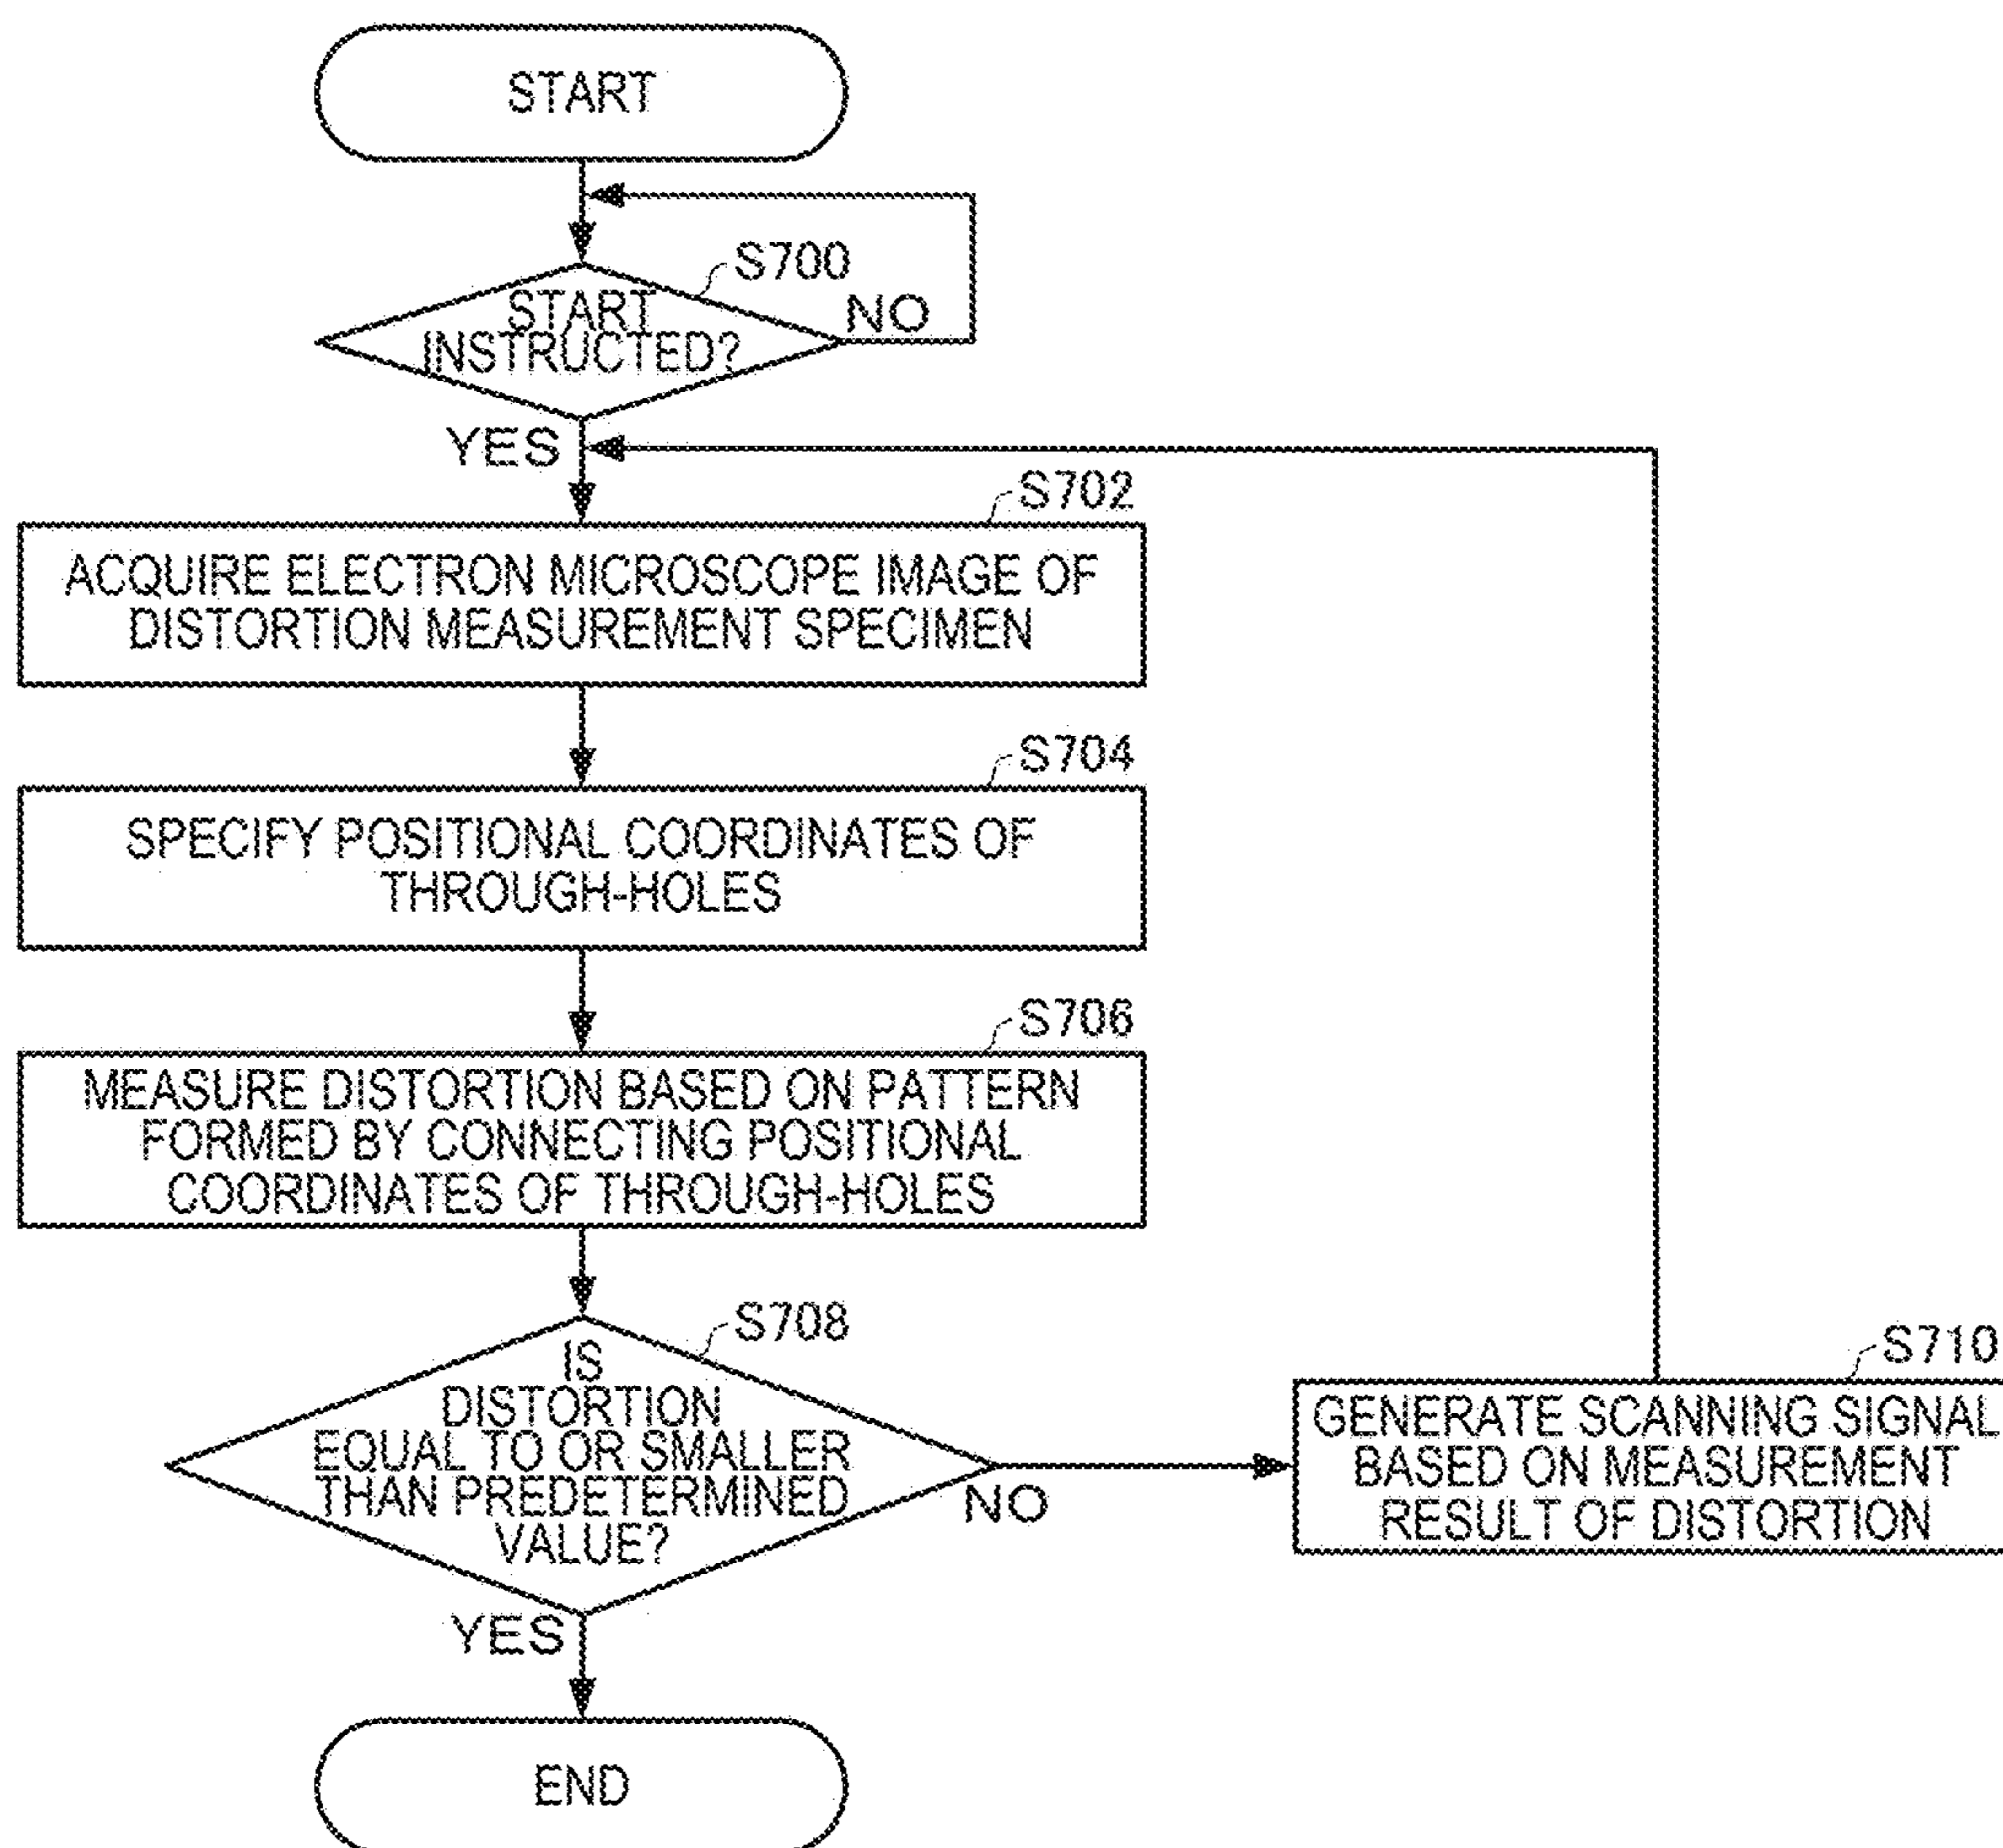 START
S700
START
INSTRUCTED?
NO
YES
S702
ACQUIRE ELECTRON MICROSCOPE IMAGE OF
DISTORTION MEASUREMENT SPECIMEN
S704
SPECIFY POSITIONAL COORDINATES OF
THROUGH-HOLES
S706
MEASURE DISTORTION BASED ON PATTERN
FORMED BY CONNECTING POSITIONAL
COORDINATES OF THROUGH-HOLES
S708
IS
DISTORTION
EQUAL TO OR SMALLER
THAN PREDETERMINED
VALUE?
NO
S710
GENERATE SCANNING SIGNAL
BASED ON MEASUREMENT
RESULT OF DISTORTION
YES
END